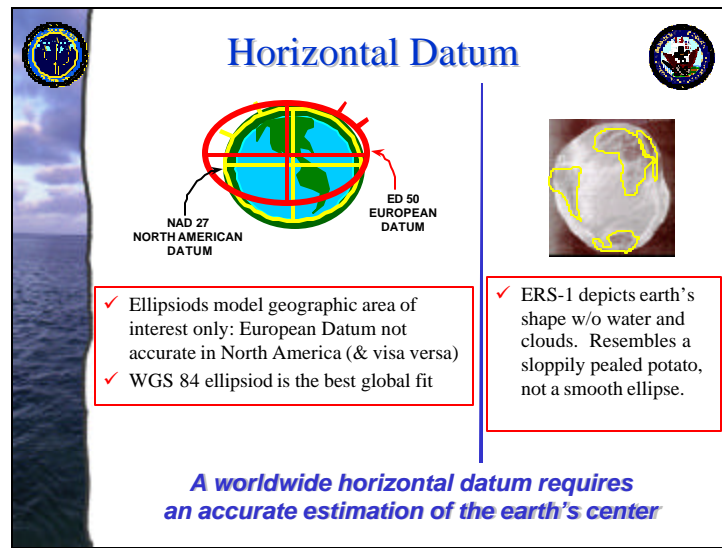 Horizontal Datum
NAD 27
NORTH AMERICAN
DATUM
ED 50
EUROPEAN
DATUM
Ellipsiods model geographic area of
interest only: European Datum not
accurate in North America (& visa versa)
WGS 84 ellipsiod is the best global fit
ERS-1 depicts earth's
shape w/o water and
clouds. Resembles a
sloppily pealed potato,
not a smooth ellipse.
A worldwide horizontal datum requires
an accurate estimation of the earth's center